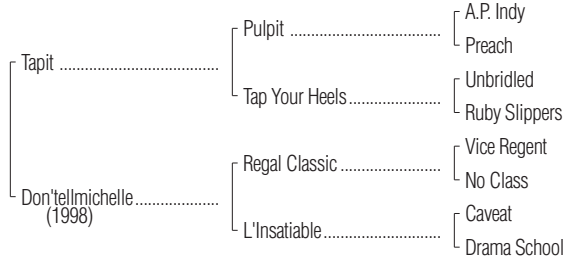 A.P. Indy
Pulpit ..............................
Preach
Tapit ..................................................
Unbridled
Tap Your Heels ......................
Ruby Slippers
Vice Regent
Regal Classic ........................
No Class
Don'tellmichelle ....................
(1998)
Caveat
L'Insatiable ............................
Drama School